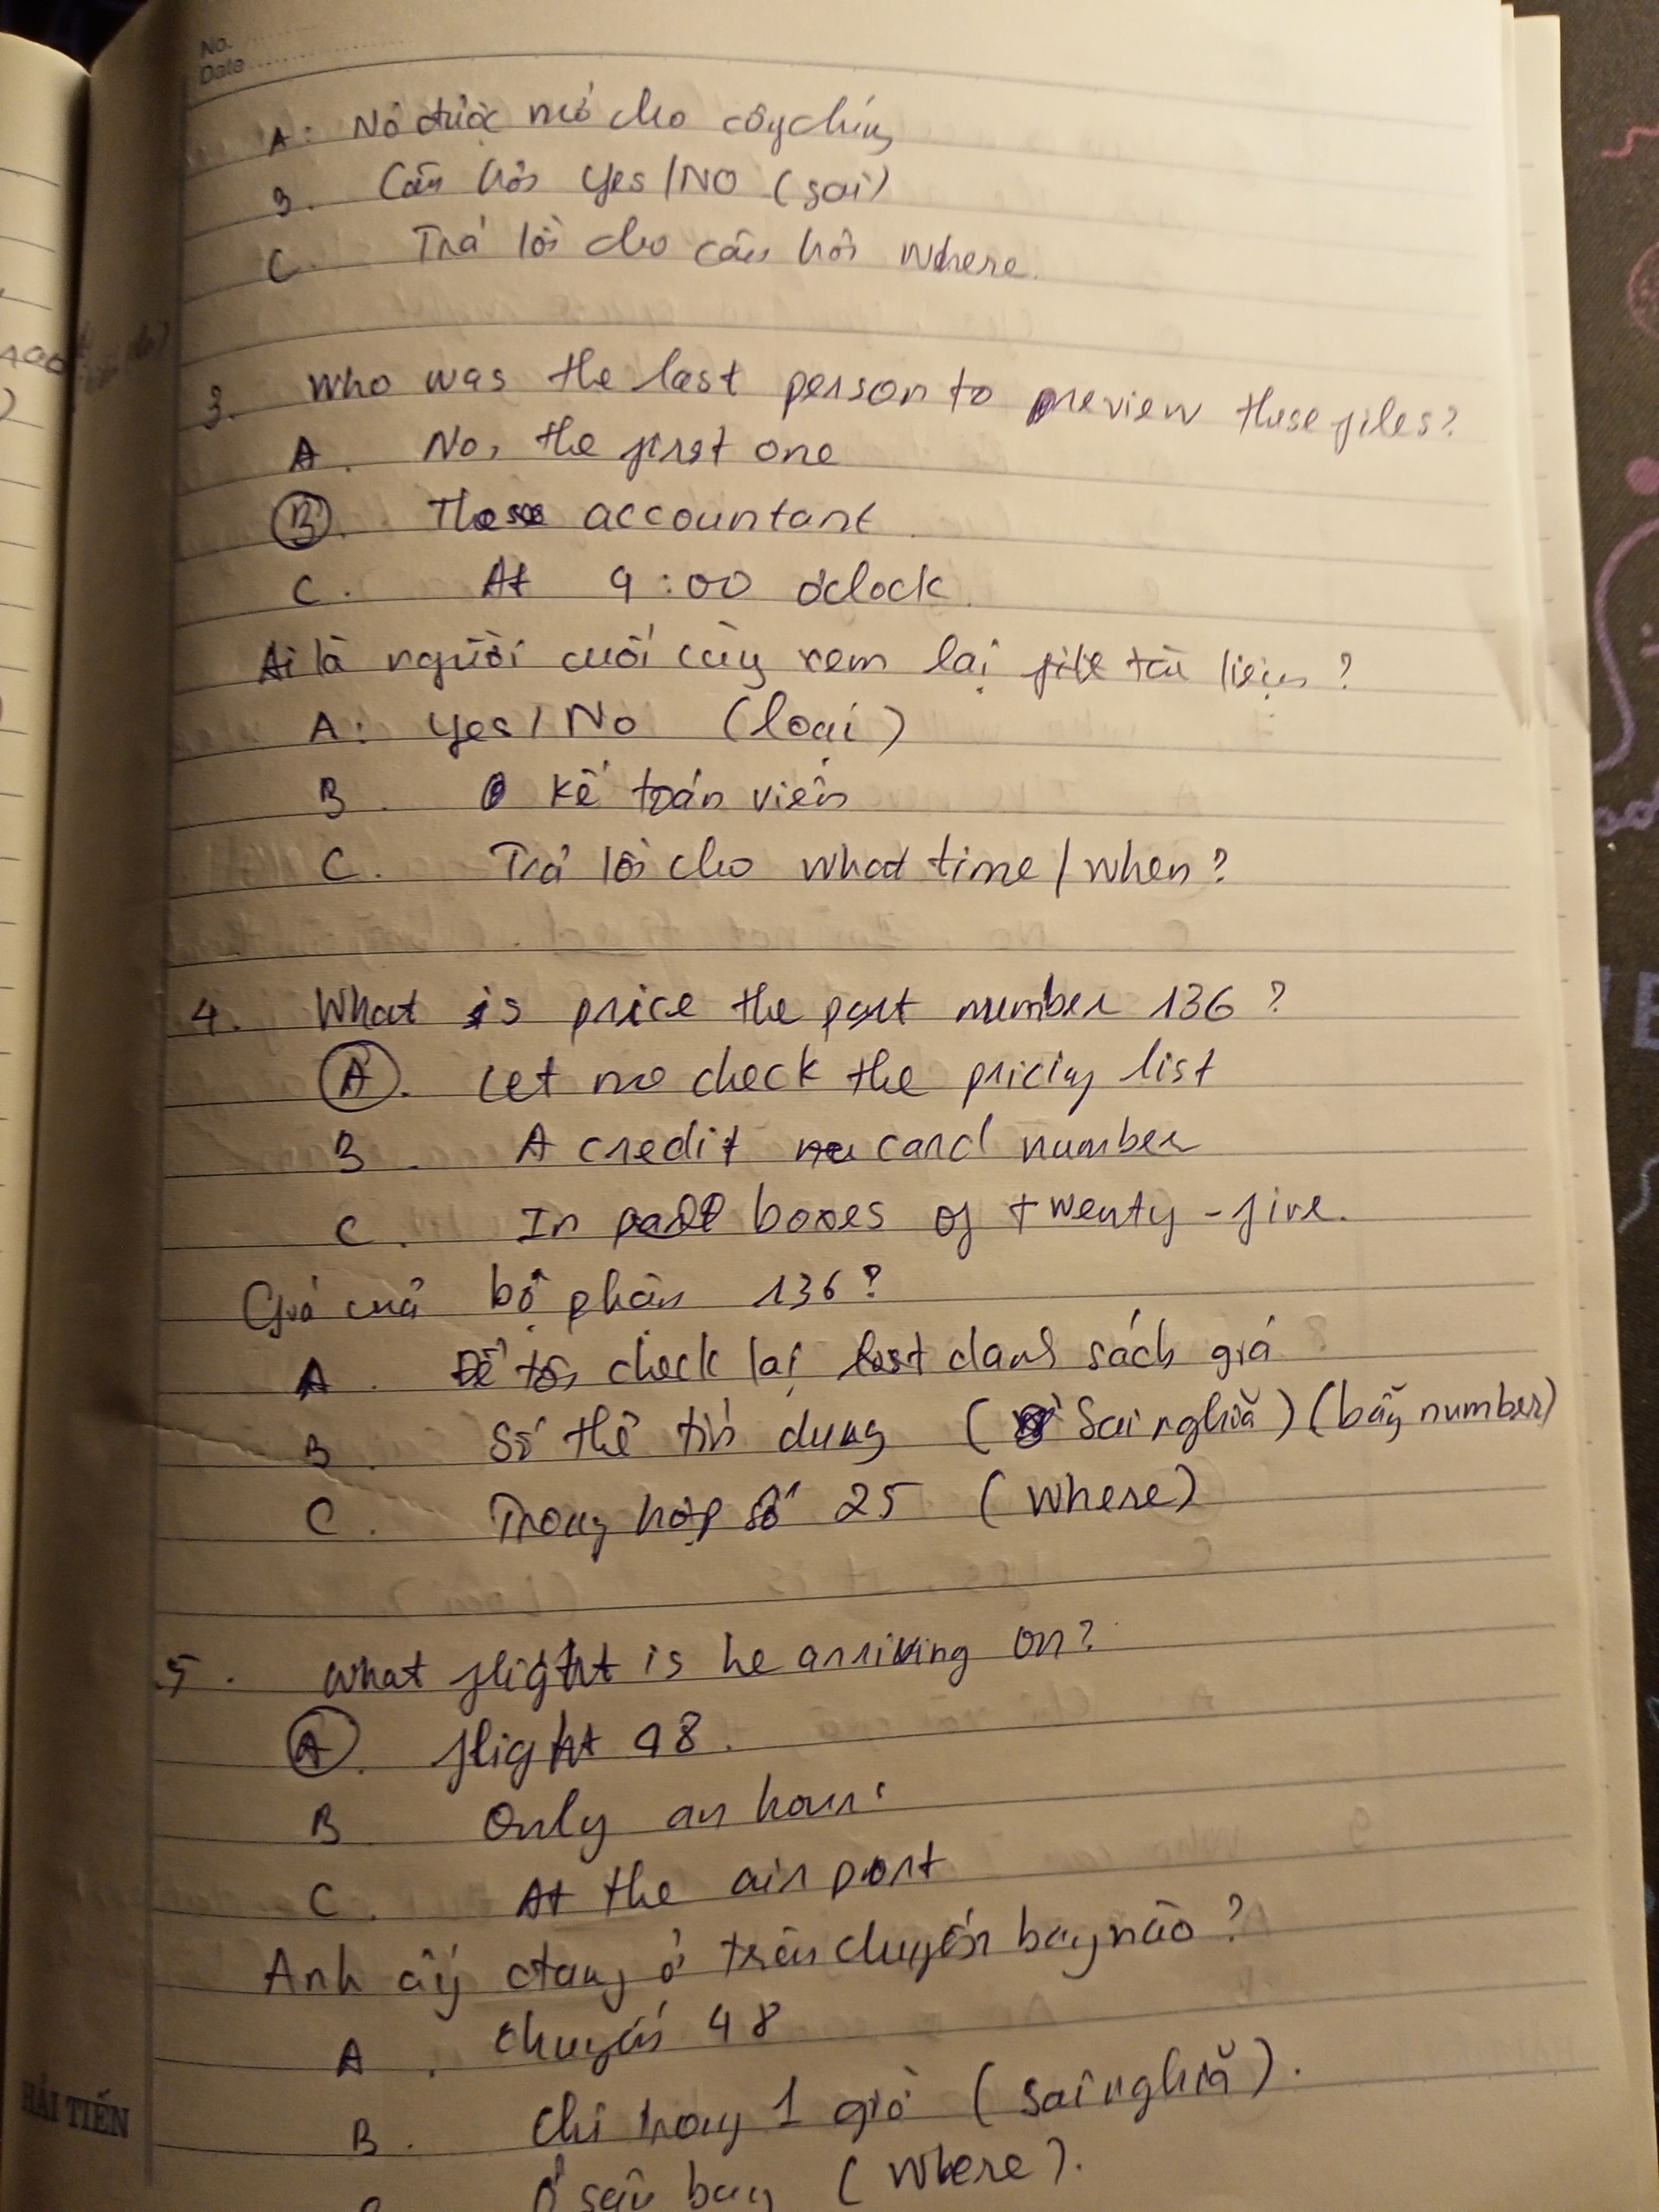 No.
Date
A: Nó được mở cho công chúng
B. Câu hỏi Yes/NO (sai)
C. Trả lời cho câu hỏi where.
3. Who was the last person to preview these files?
A. No, the first one
B. The accountant.
C. At 9:00 o'clock.
Ai là người cuối cùng xem lại file tài liệu?
A: Yes/No (loại)
B. kế toán viên
C. Trả lời cho what time/when?
4. What is price the part number 136?
A. Let me check the pricing list
B. A credit card number
C. In boxes of twenty-five.
Giá của bộ phận 136?
A. Để tôi check lại danh sách giá
B. Số thẻ tín dụng (Sai nghĩa) (bẫy number)
C. Trong hộp số 25 (where)
5. What flight is he arriving on?
A. flight 48.
B Only an hour.
C. At the airport
Anh ấy đang ở trên chuyến bay nào?
A. chuyến 48
B. Chỉ trong 1 giờ (sai nghĩa).
ở sân bay (Where).
HẢI TIẾN